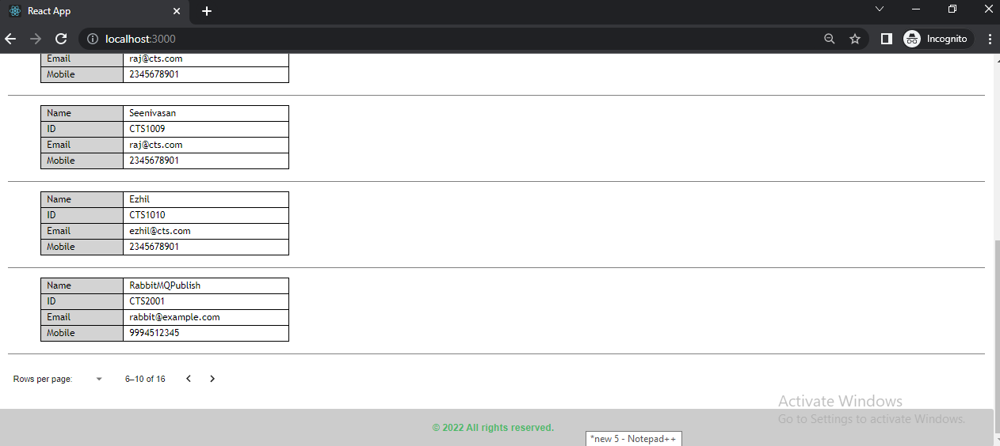 React App
localhost:3000
Incognito
Email raj@cts.com
Mobile 2345678901
Name Seenivasan
ID CTS1009
Email raj@cts.com
Mobile 2345678901
Name Ezhil
ID CTS1010
Email ezhil@cts.com
Mobile 2345678901
Name RabbitMQPublish
ID CTS2001
Email rabbit@example.com
Mobile 9994512345
Rows per page: 6–10 of 16
Activate Windows
Go to Settings to activate Windows.
© 2022 All rights reserved.
*new 5 - Notepad++